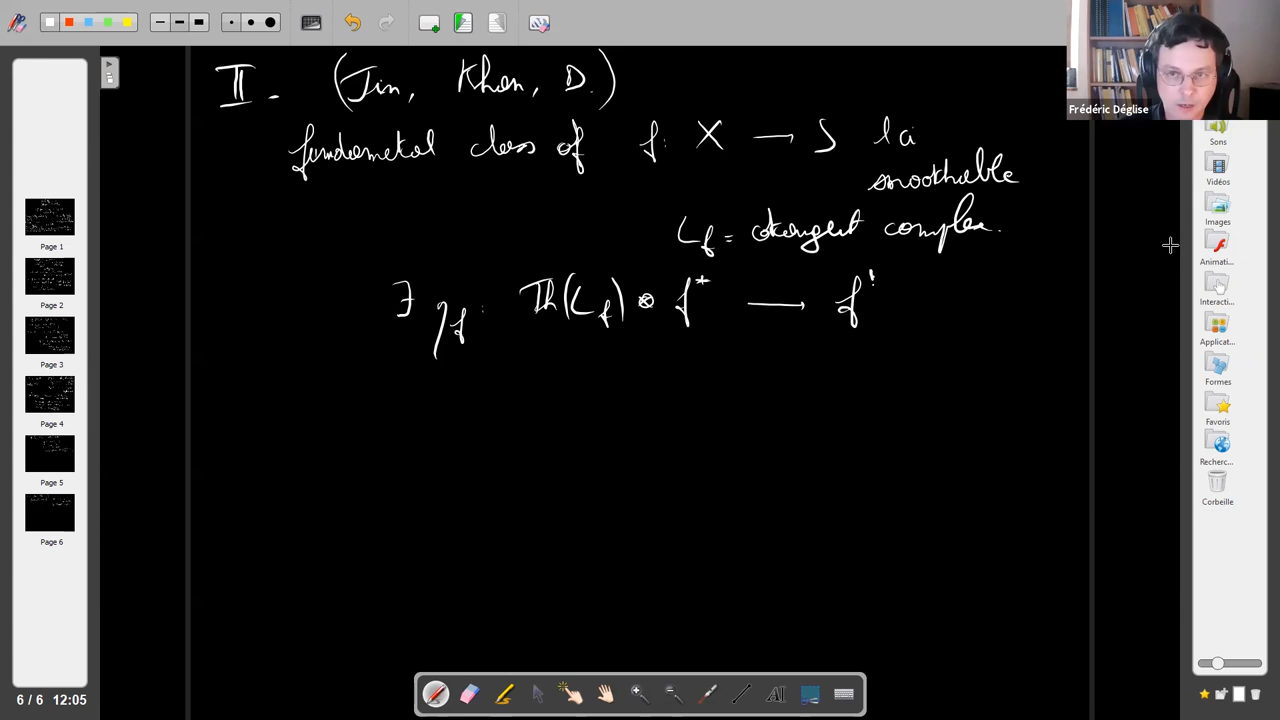 II. (Jin, Khan, D.)
fundametal class of f: X → S lci
smoothable
L_f = cotangent complex.
∃ η_f: Th(L_f) ⊗ f^* → f^!
Frédéric Déglise
Sons
Vidéos
Images
Animati...
Interacti...
Applicat...
Formes
Favoris
Recherc...
Corbeille
Page 1
Page 2
Page 3
Page 4
Page 5
Page 6
6 / 6 12:05
AI